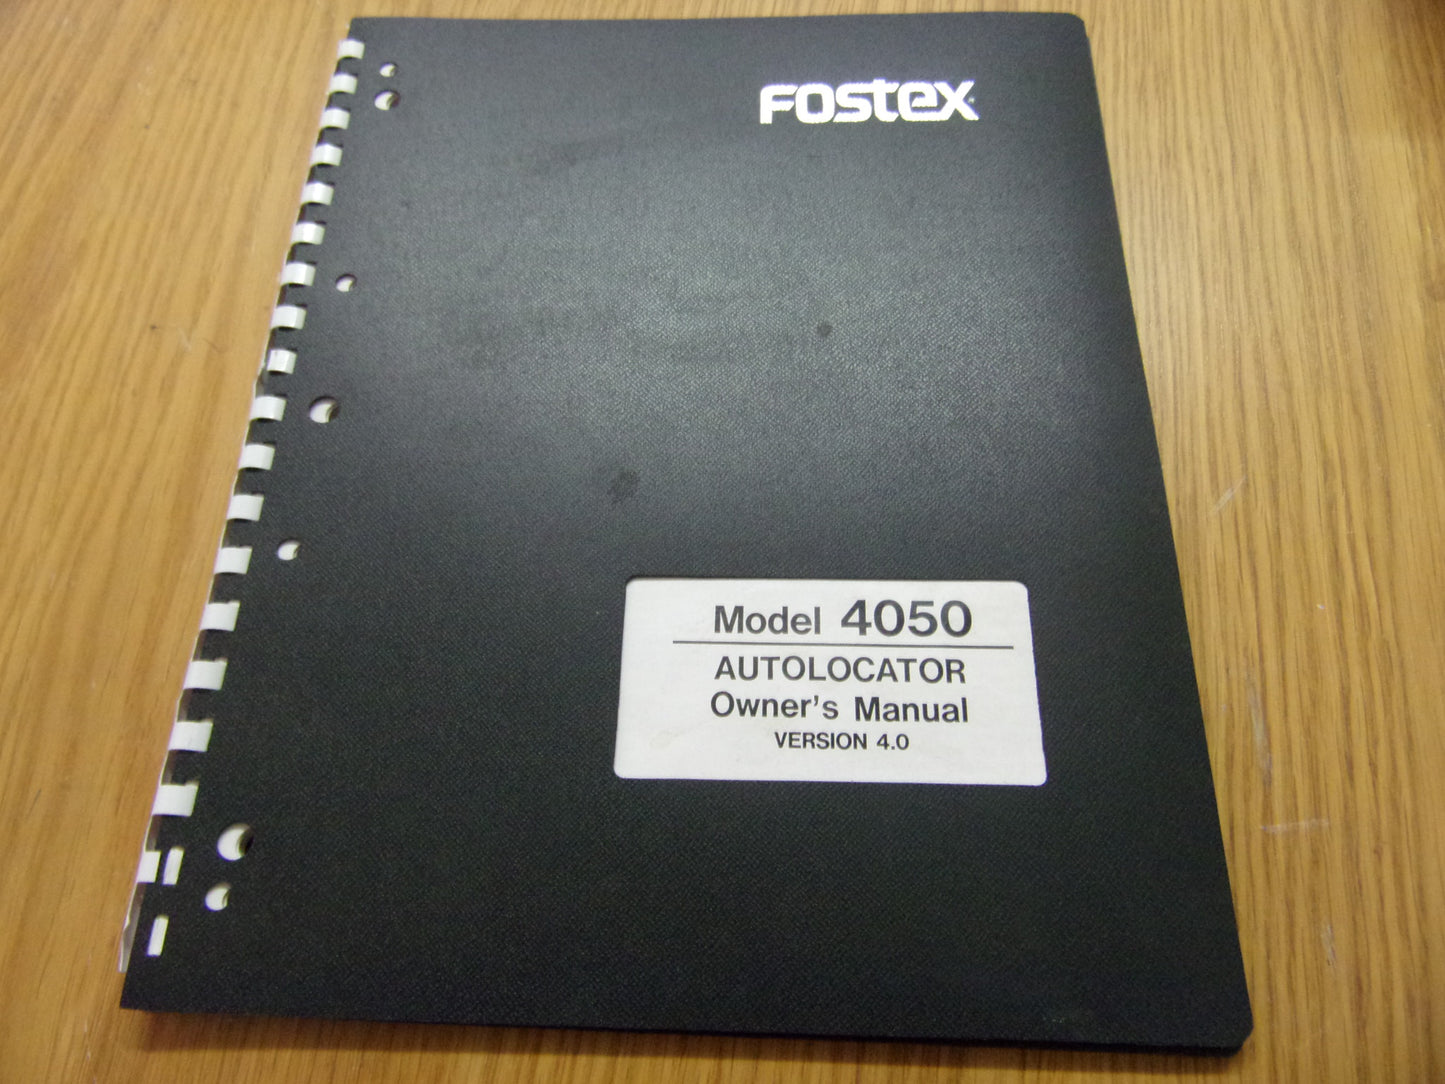 Fostex
Model 4050
AUTOLOCATOR
Owner's Manual
VERSION 4.0